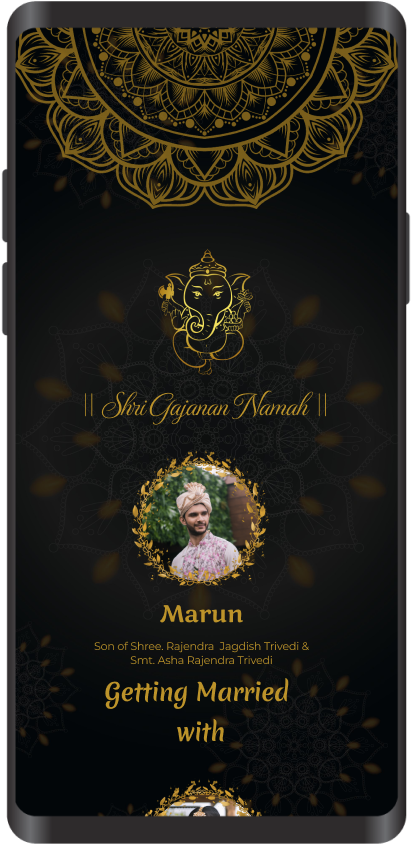 || Shri Gajanan Namah ||
Marun
Son of Shree. Rajendra Jagdish Trivedi &
Smt. Asha Rajendra Trivedi
Getting Married
with